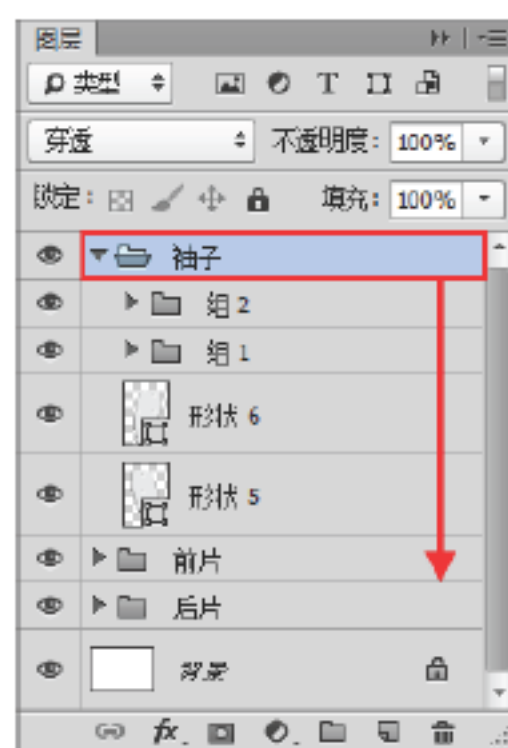 图层
类型 T
穿透 不透明度: 100%
锁定: 填充: 100%
袖子
组 2
组 1
形状 6
形状 5
前片
后片
背景
fx.